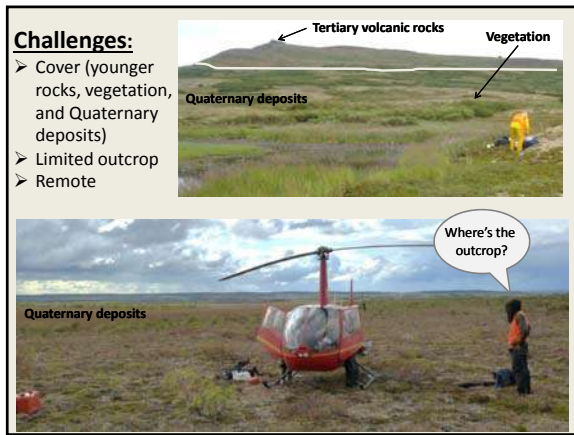 Challenges:
➢ Cover (younger
rocks, vegetation,
and Quaternary
deposits)
➢ Limited outcrop
➢ Remote
Tertiary volcanic rocks
Vegetation
Quaternary deposits
Where's the
outcrop?
Quaternary deposits